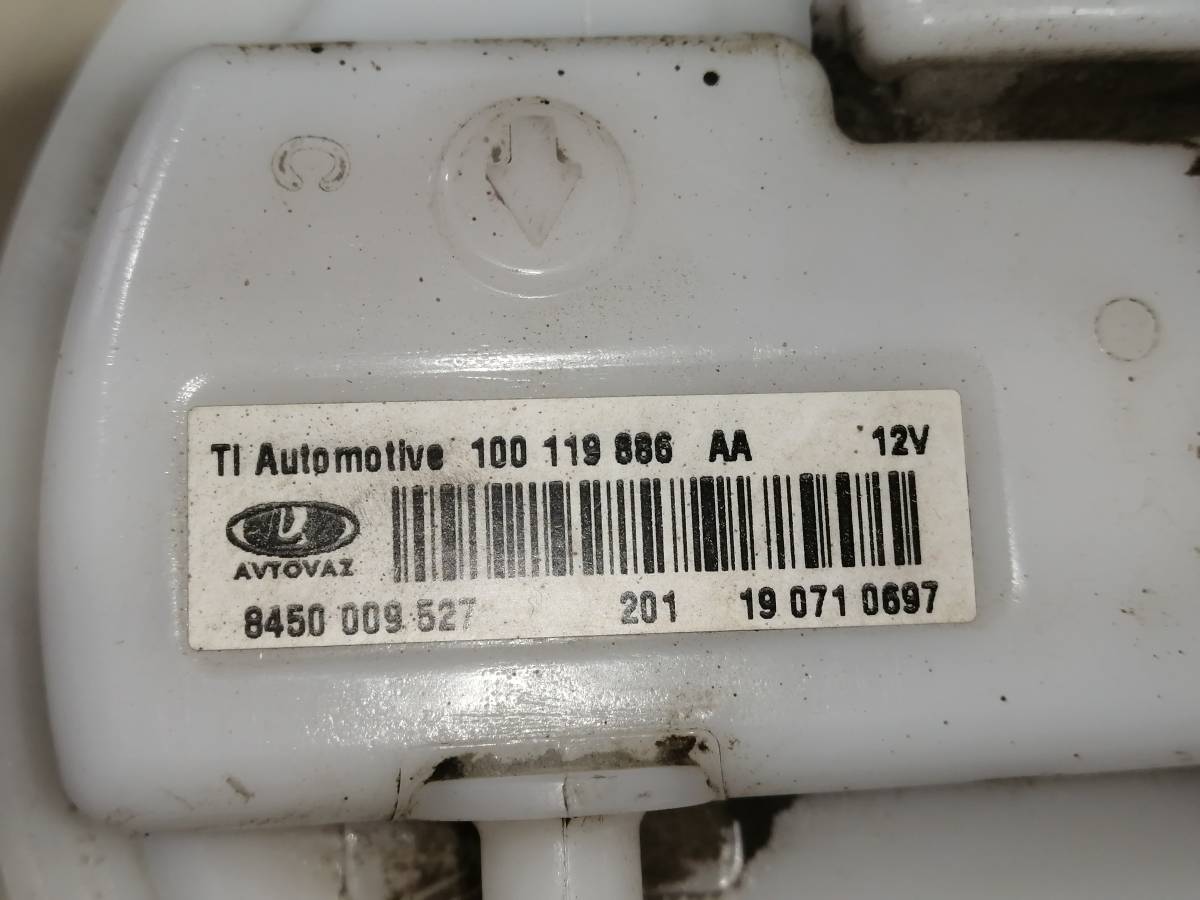 TI Automotive 100 119 886 AA 12V
AVTOVAZ
8450 009 527 201 19 071 0697